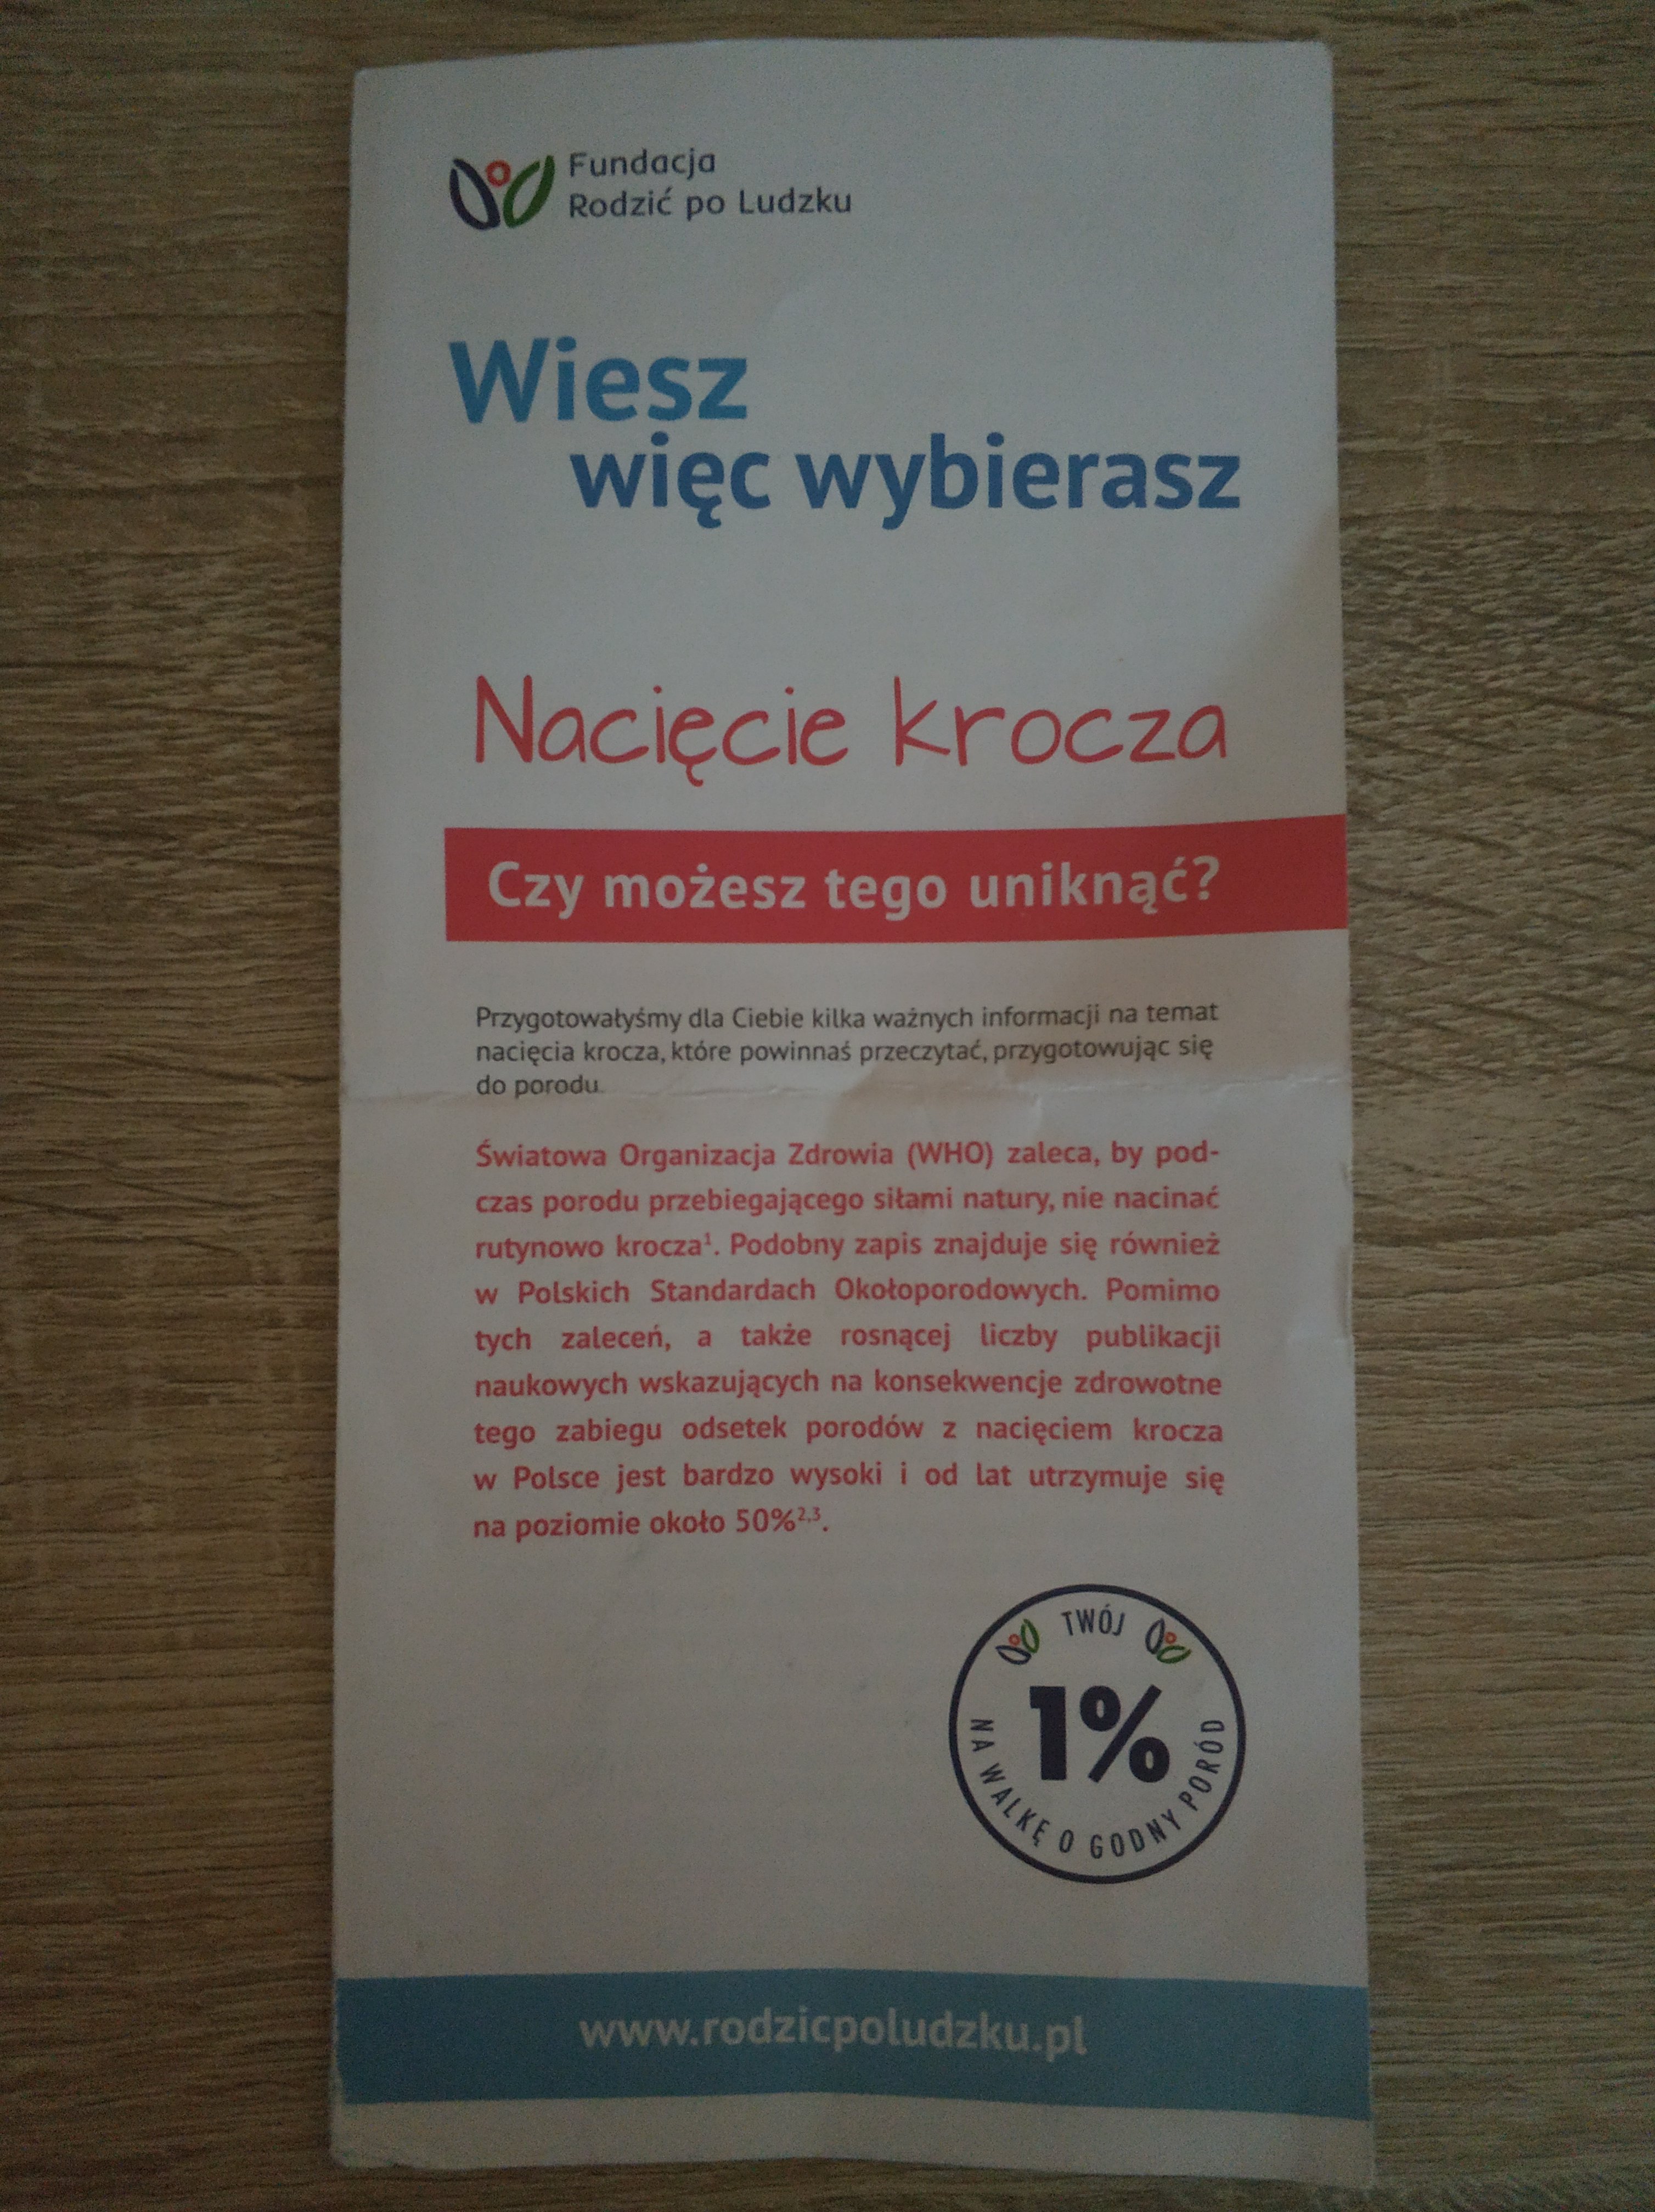 Fundacja
Rodzić po Ludzku
Wiesz
więc wybierasz
Nacięcie krocza
Czy możesz tego uniknąć?
Przygotowałyśmy dla Ciebie kilka ważnych informacji na temat
nacięcia krocza, które powinnaś przeczytać, przygotowując się
do porodu.
Światowa Organizacja Zdrowia (WHO) zaleca, by pod-
czas porodu przebiegającego siłami natury, nie nacinać
rutynowo krocza¹. Podobny zapis znajduje się również
w Polskich Standardach Okołoporodowych. Pomimo
tych zaleceń, a także rosnącej liczby publikacji
naukowych wskazujących na konsekwencje zdrowotne
tego zabiegu odsetek porodów z nacięciem krocza
w Polsce jest bardzo wysoki i od lat utrzymuje się
na poziomie około 50%²,³.
TWÓJ
1%
NA WALKĘ O GODNY PORÓD
www.rodzicpoludzku.pl